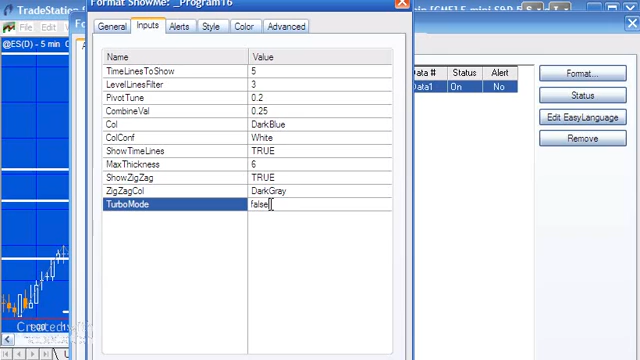 TradeStation
Format ShowMe: _Program16
File
@ES(D) - 5 min
General
Inputs
Alerts
Style
Color
Advanced
Name Value
TimeLinesToShow 5
LevelLinesFilter 3
PivotTune 0.2
CombineVal 0.25
Col DarkBlue
ColConf White
ShowTimeLines TRUE
MaxThickness 6
ShowZigZag TRUE
ZigZagCol DarkGray
TurboMode false
Data # Status Alert
Data1 On No
Format...
Status
Edit EasyLanguage
Remove